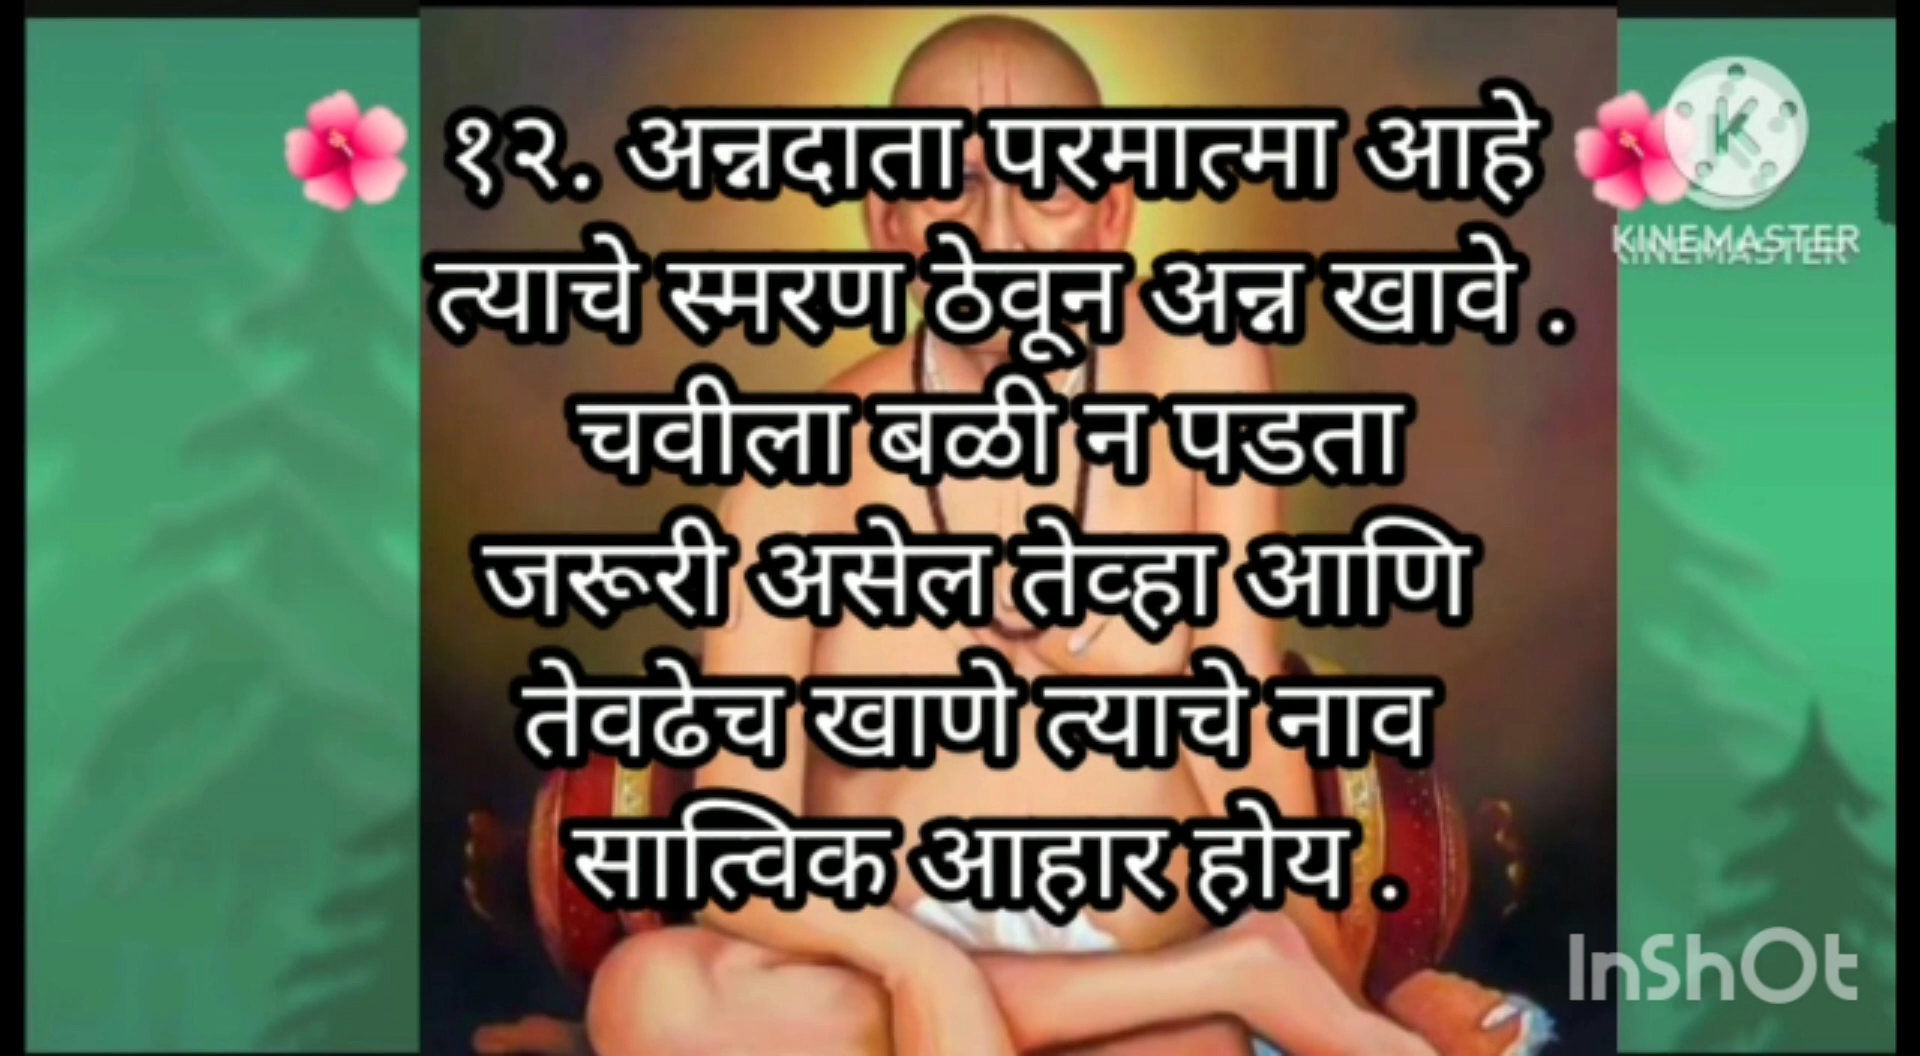 १२. अन्नदाता परमात्मा आहे
त्याचे स्मरण ठेवून अन्न खावे .
चवीला बळी न पडता
जरूरी असेल तेव्हा आणि
तेवढेच खाणे त्याचे नाव
सात्विक आहार होय .
KINEMASTER
InShOt